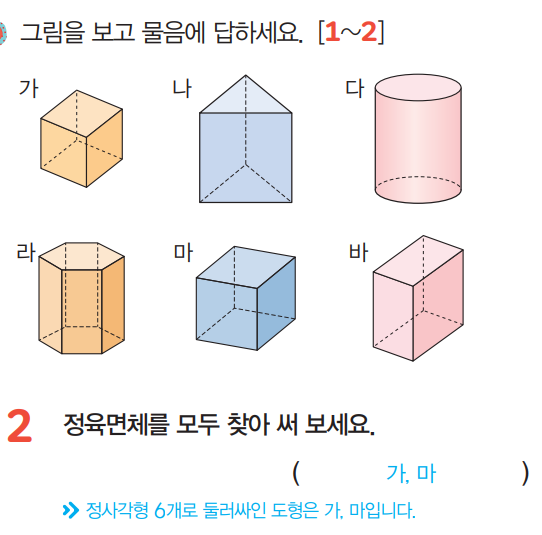 그림을 보고 물음에 답하세요. [1~2]
가 나 다
라 마 바
2 정육면체를 모두 찾아 써 보세요.
( 가, 마 )
정사각형 6개로 둘러싸인 도형은 가, 마입니다.